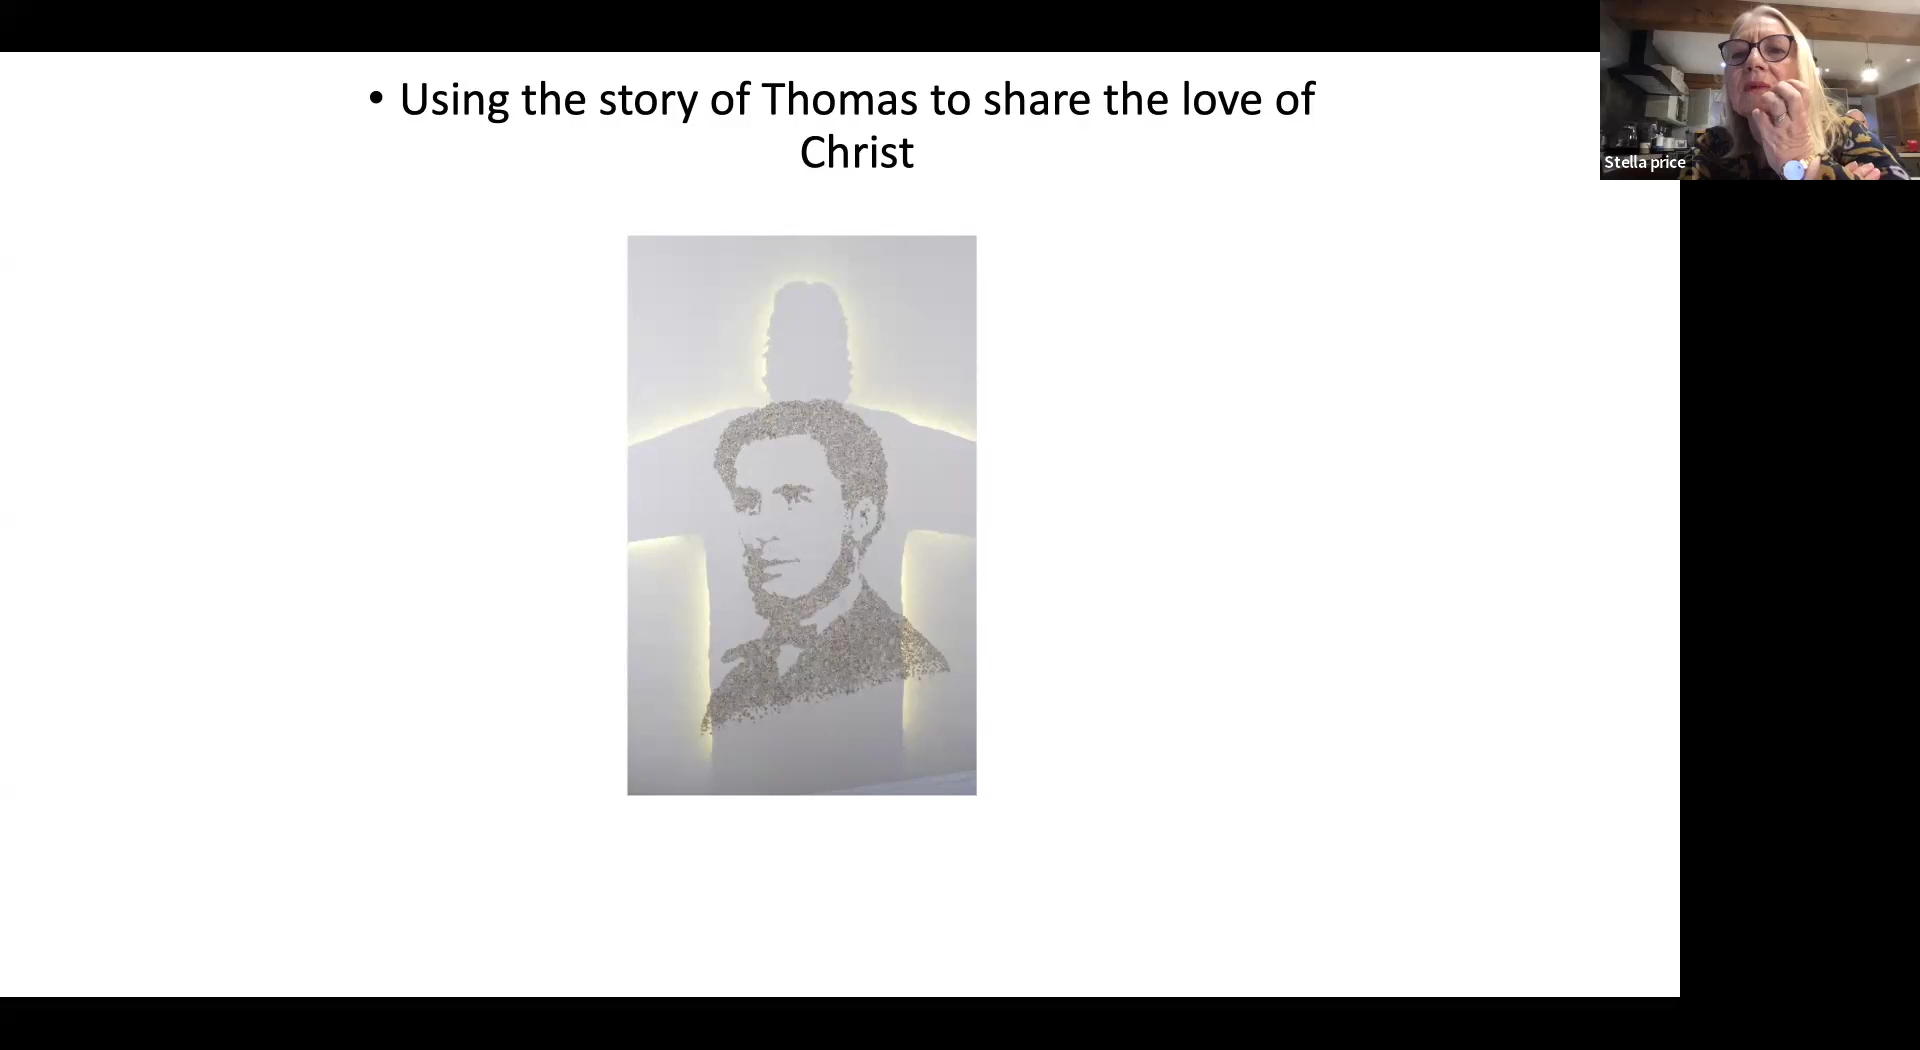 • Using the story of Thomas to share the love of
Christ
Stella price